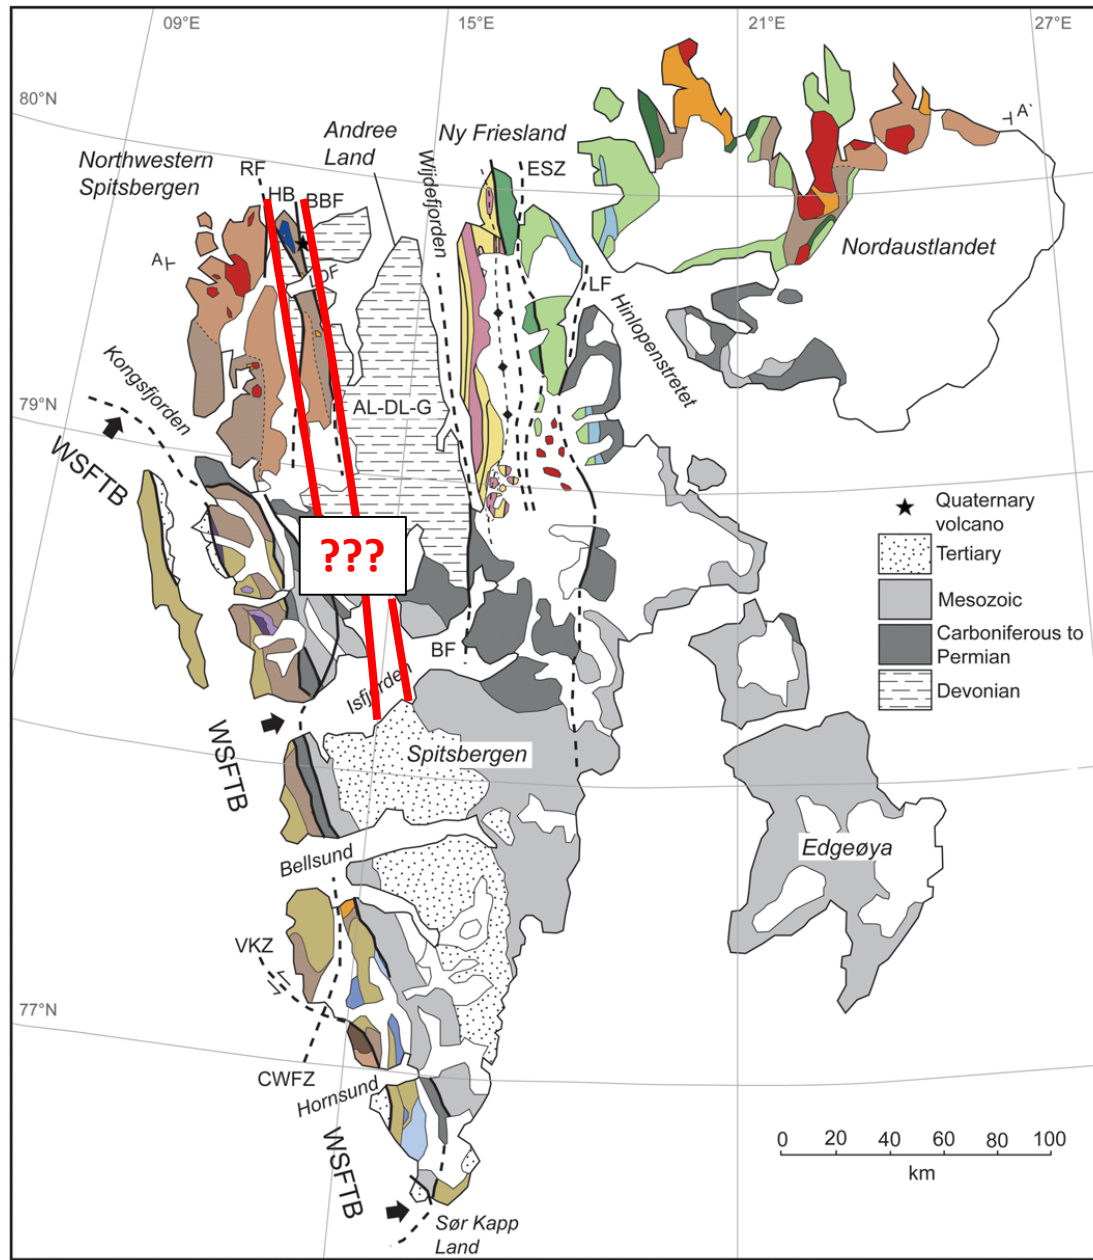 09°E
15°E
21°E
27°E
80°N
Northwestern
Spitsbergen
RF
HB
BBF
Andree
Land
Ny Friesland
ESZ
Wijdefjorden
A
A'
Nordaustlandet
LF
Hinlopenstretet
Kongsfjorden
79°N
AL-DL-G
WSFTB
???
BF
Isfjorden
WSFTB
Spitsbergen
Quaternary
volcano
Tertiary
Mesozoic
Carboniferous to
Permian
Devonian
Edgeøya
Bellsund
VKZ
77°N
CWFZ
Hornsund
WSFTB
Sør Kapp
Land
0 20 40 60 80 100
km